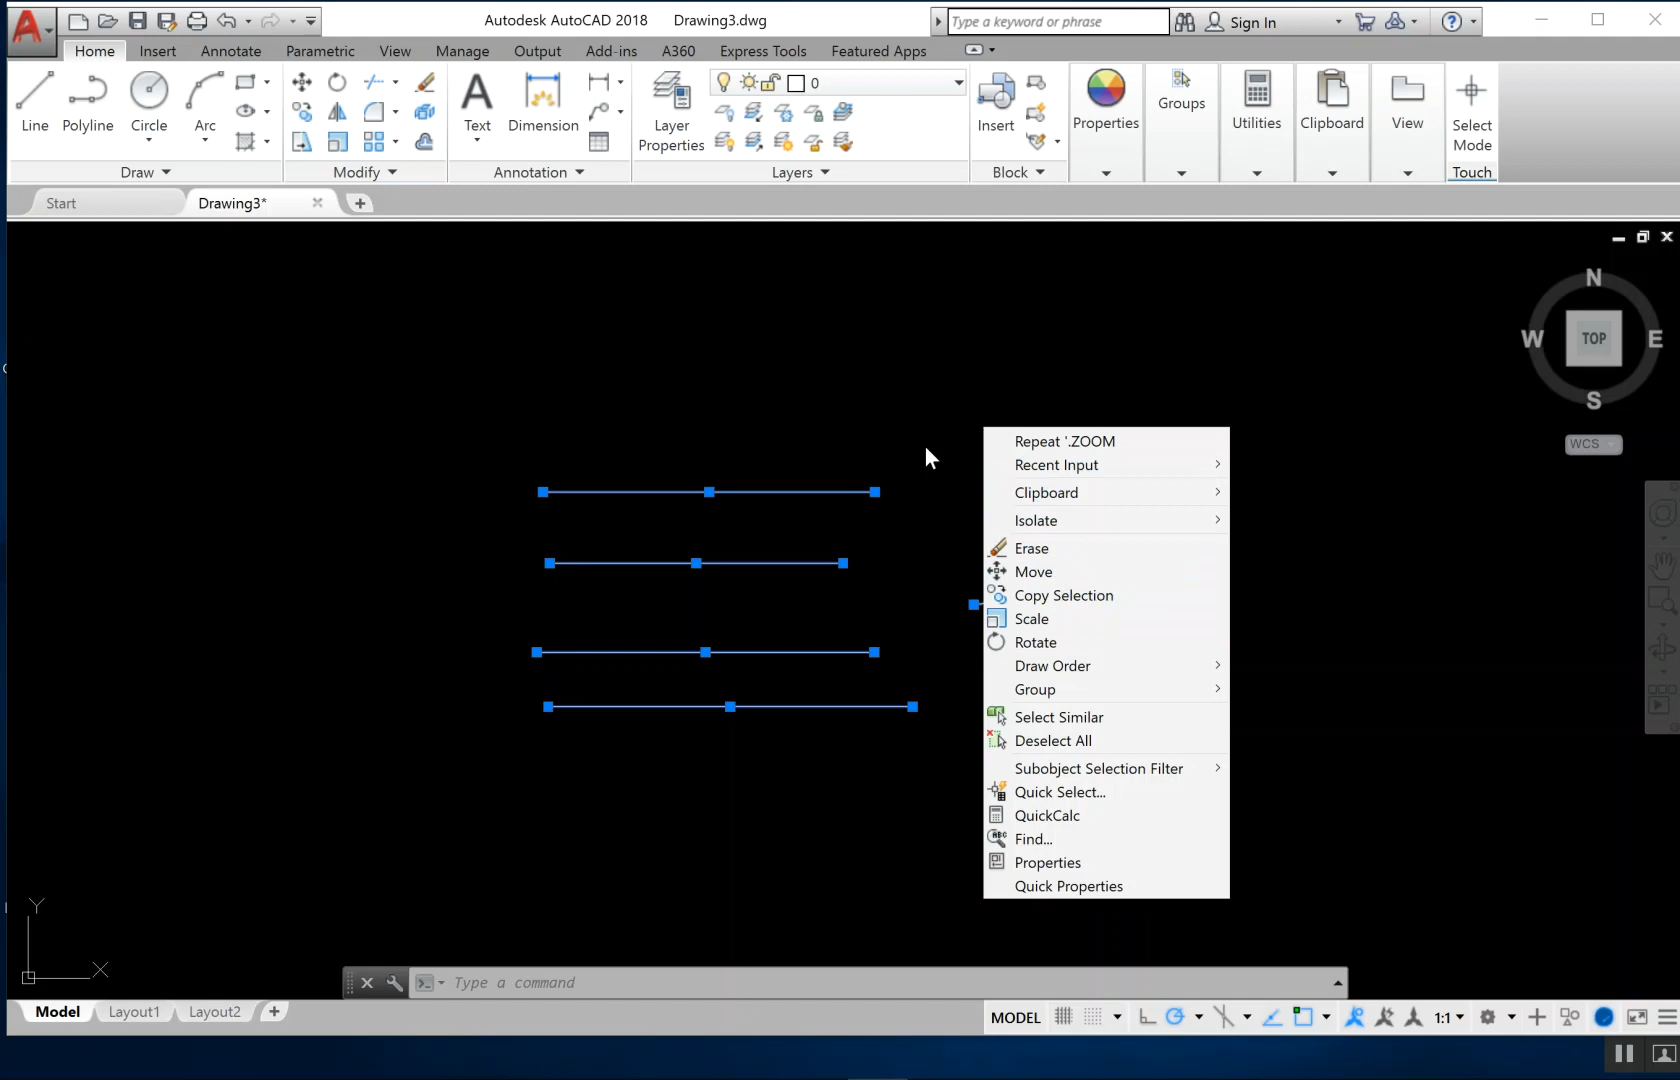 Autodesk AutoCAD 2018 Drawing3.dwg
Type a keyword or phrase
Sign In
Home Insert Annotate Parametric View Manage Output Add-ins A360 Express Tools Featured Apps
0
Line Polyline Circle Arc
Text Dimension
Layer
Properties
Insert
Properties
Groups
Utilities
Clipboard
View
Select
Mode
Draw Modify Annotation Layers Block Touch
Start Drawing3*
N
W TOP E
S
WCS
Repeat '.ZOOM
Recent Input
Clipboard
Isolate
Erase
Move
Copy Selection
Scale
Rotate
Draw Order
Group
Select Similar
Deselect All
Subobject Selection Filter
Quick Select...
QuickCalc
Find...
Properties
Quick Properties
Y
X
Type a command
Model Layout1 Layout2
MODEL 1:1